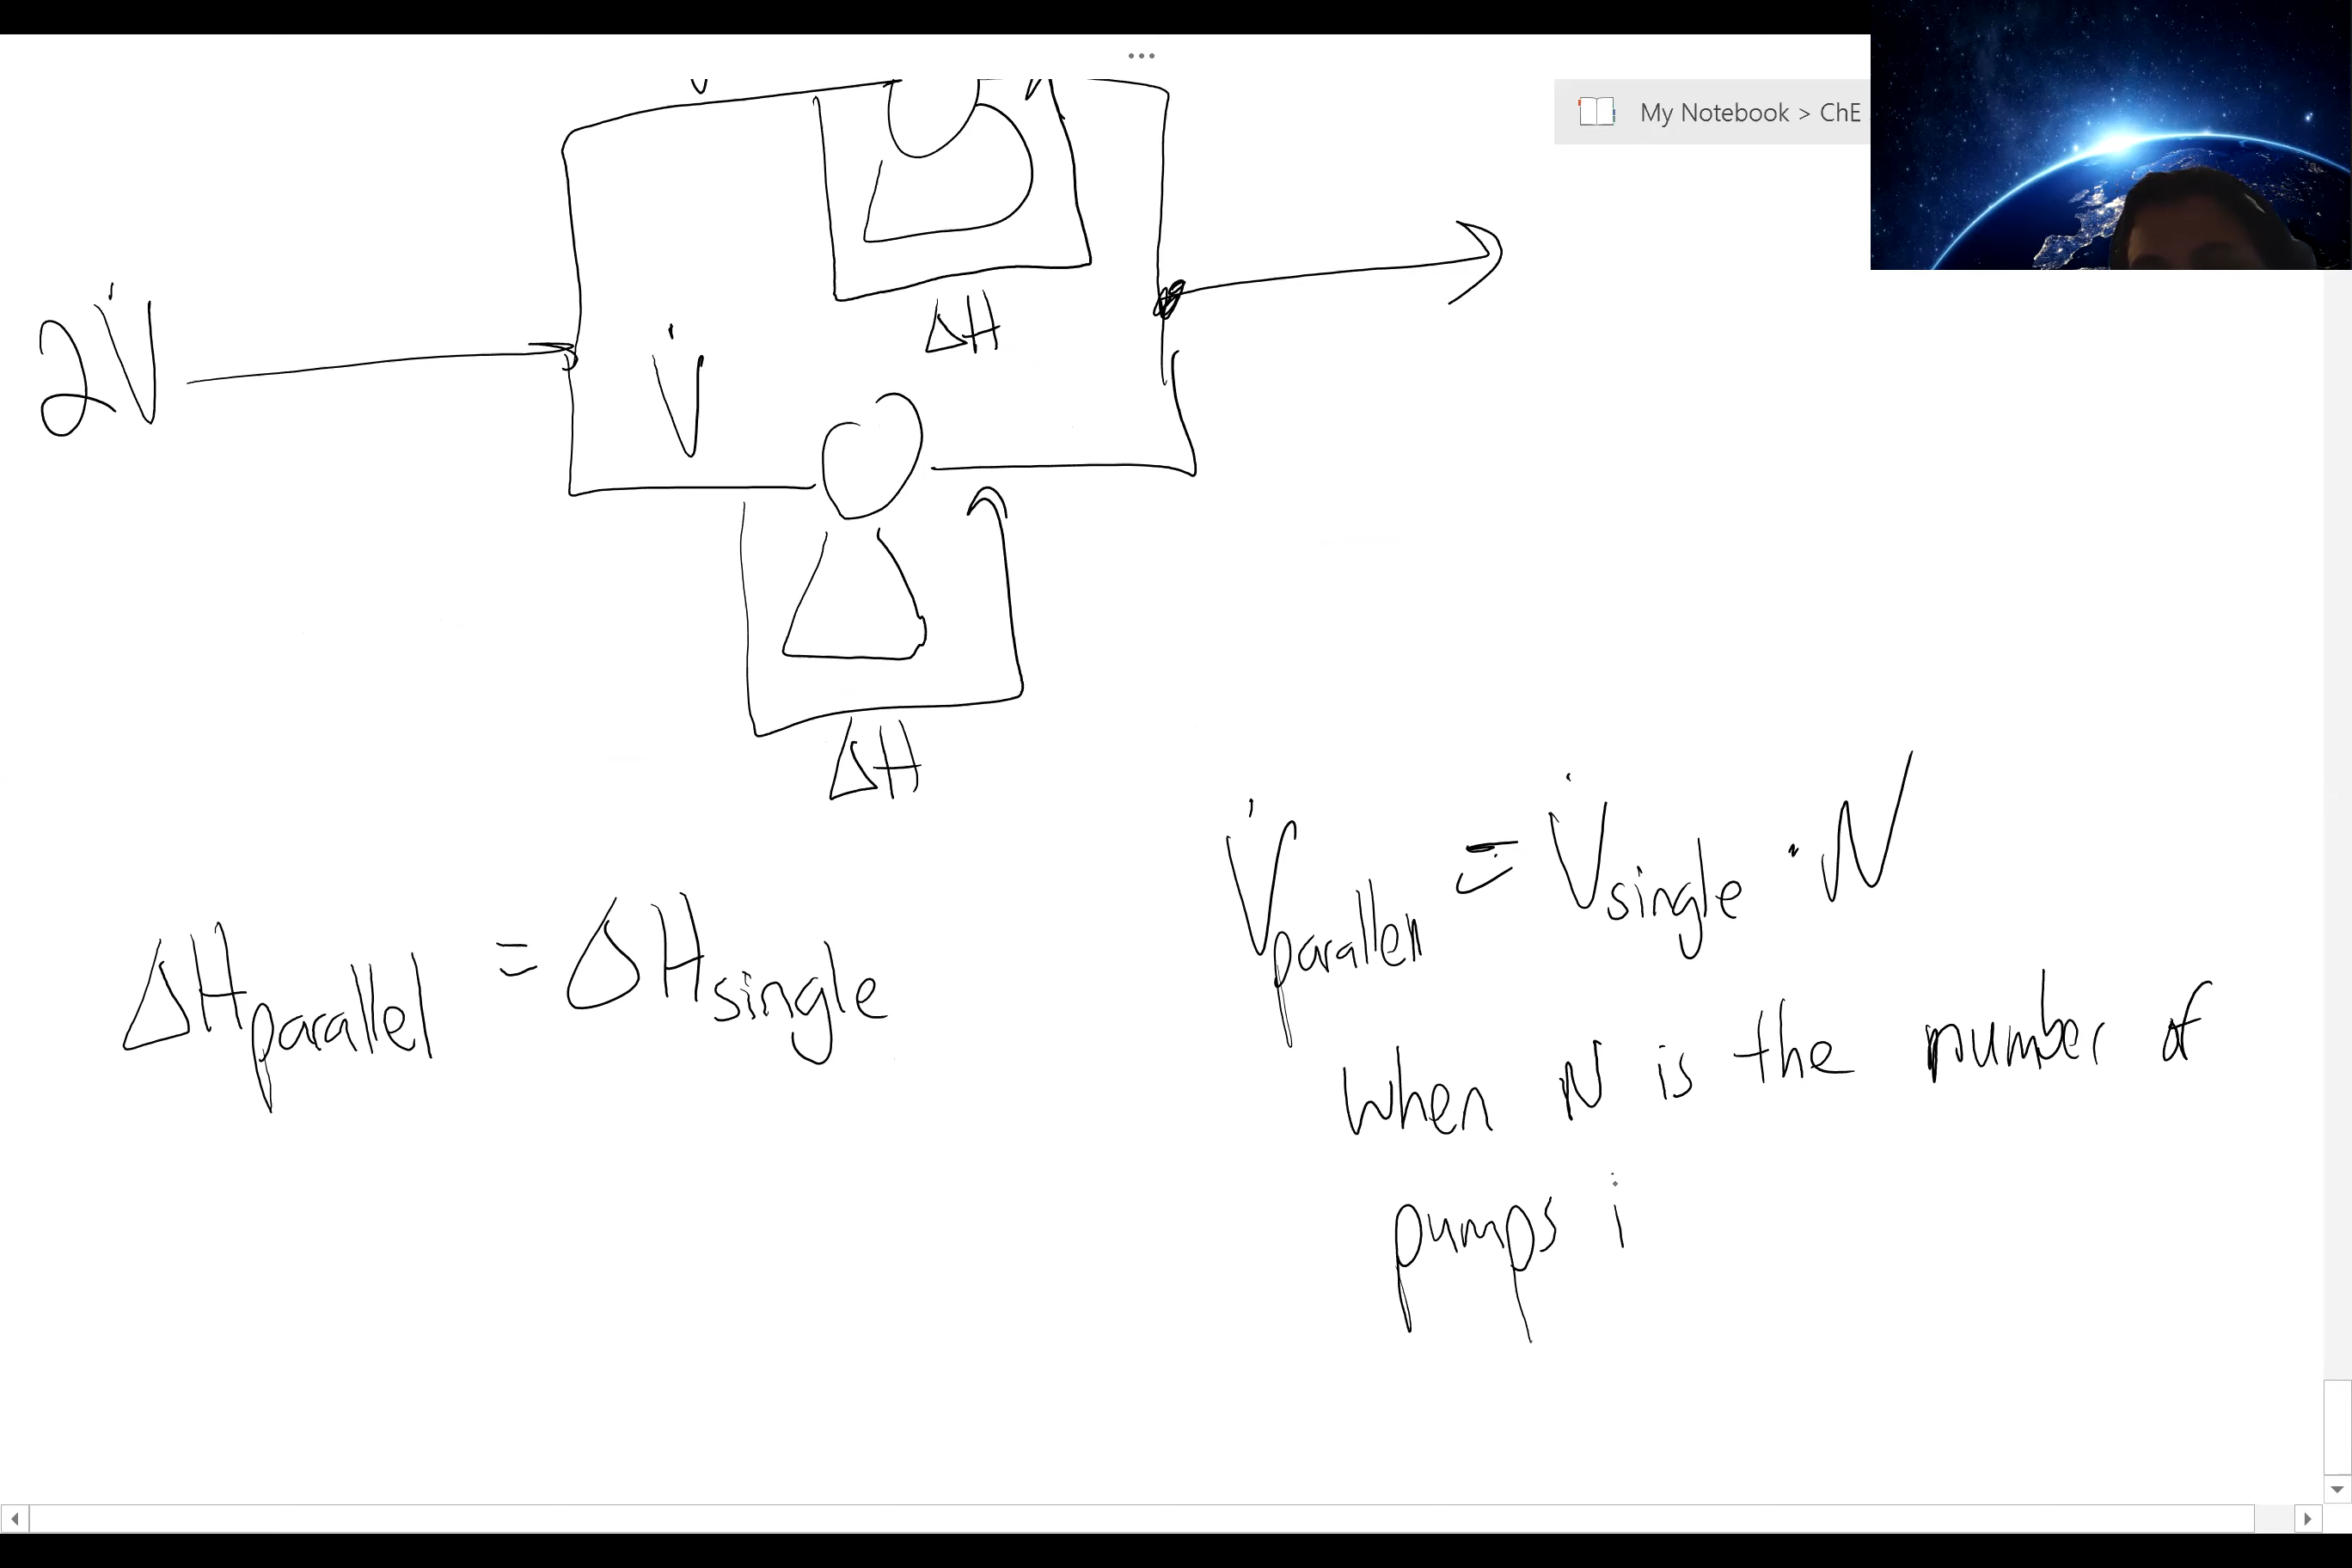 My Notebook > ChE
2V̇
V̇
ΔH
ΔH
V̇parallel = V̇single · N
ΔHparallel = ΔHsingle
when N is the number of
pumps i